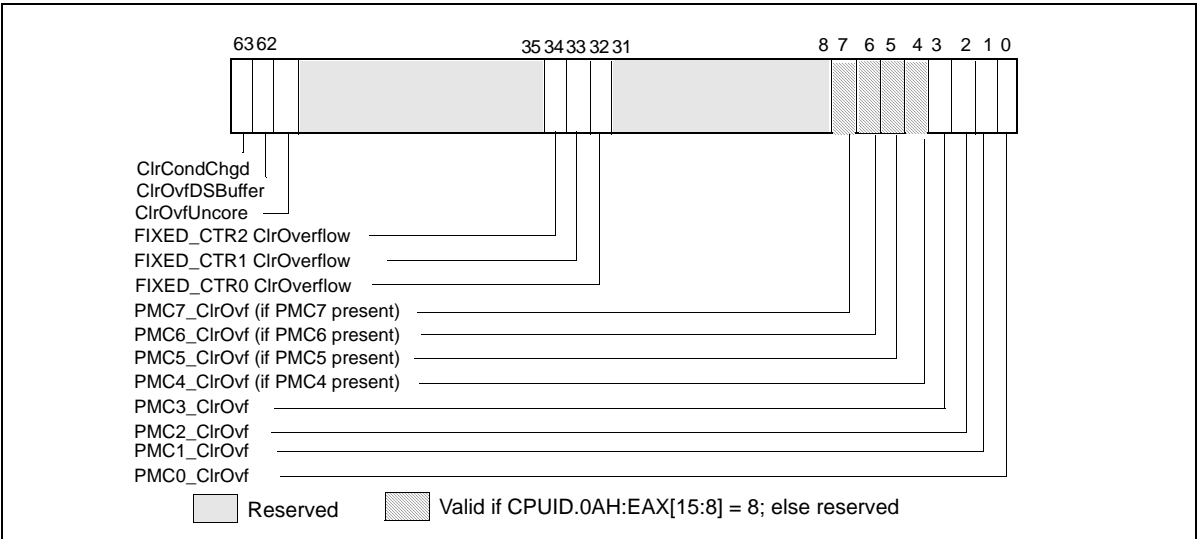 63 62 35 34 33 32 31 8 7 6 5 4 3 2 1 0
ClrCondChgd
ClrOvfDSBuffer
ClrOvfUncore
FIXED_CTR2 ClrOverflow
FIXED_CTR1 ClrOverflow
FIXED_CTR0 ClrOverflow
PMC7_ClrOvf (if PMC7 present)
PMC6_ClrOvf (if PMC6 present)
PMC5_ClrOvf (if PMC5 present)
PMC4_ClrOvf (if PMC4 present)
PMC3_ClrOvf
PMC2_ClrOvf
PMC1_ClrOvf
PMC0_ClrOvf
Reserved Valid if CPUID.0AH:EAX[15:8] = 8; else reserved